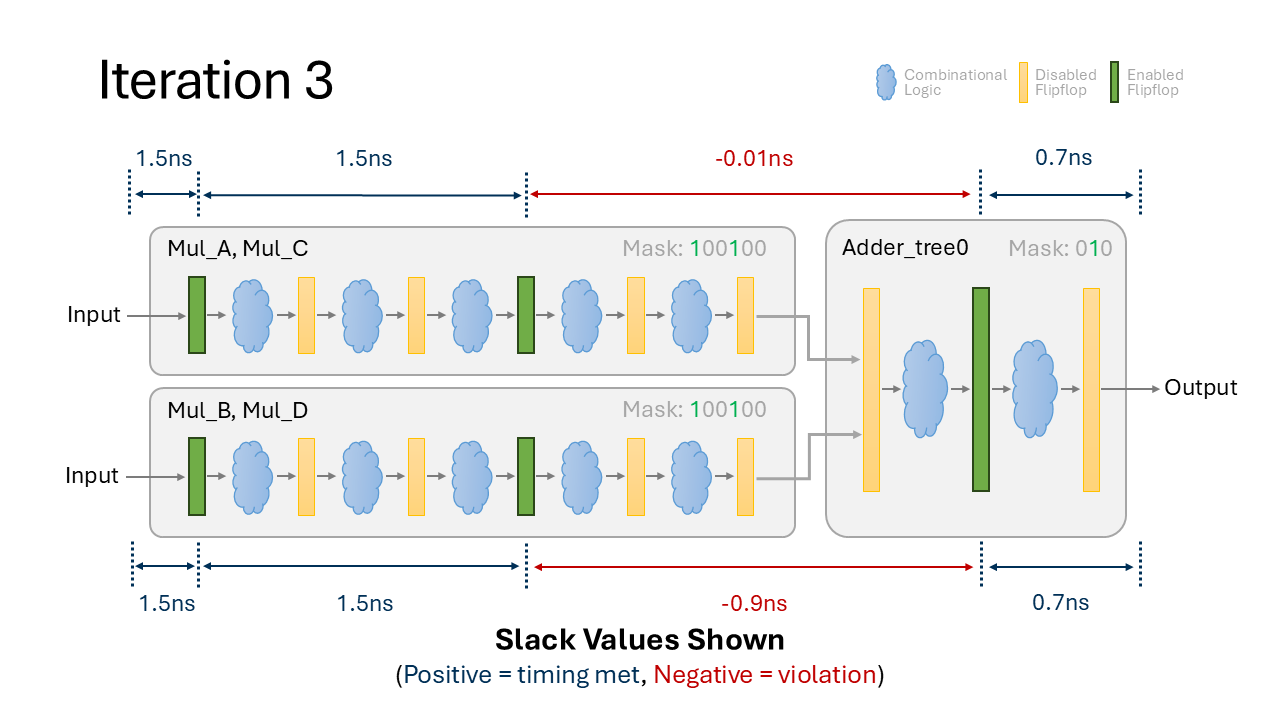 Iteration 3
Combinational
Logic
Disabled
Flipflop
Enabled
Flipflop
1.5ns
1.5ns
-0.01ns
0.7ns
Mul_A, Mul_C
Mask: 100100
Adder_tree0
Mask: 010
Input
Mul_B, Mul_D
Mask: 100100
Output
Input
1.5ns
1.5ns
-0.9ns
0.7ns
Slack Values Shown
(Positive = timing met, Negative = violation)